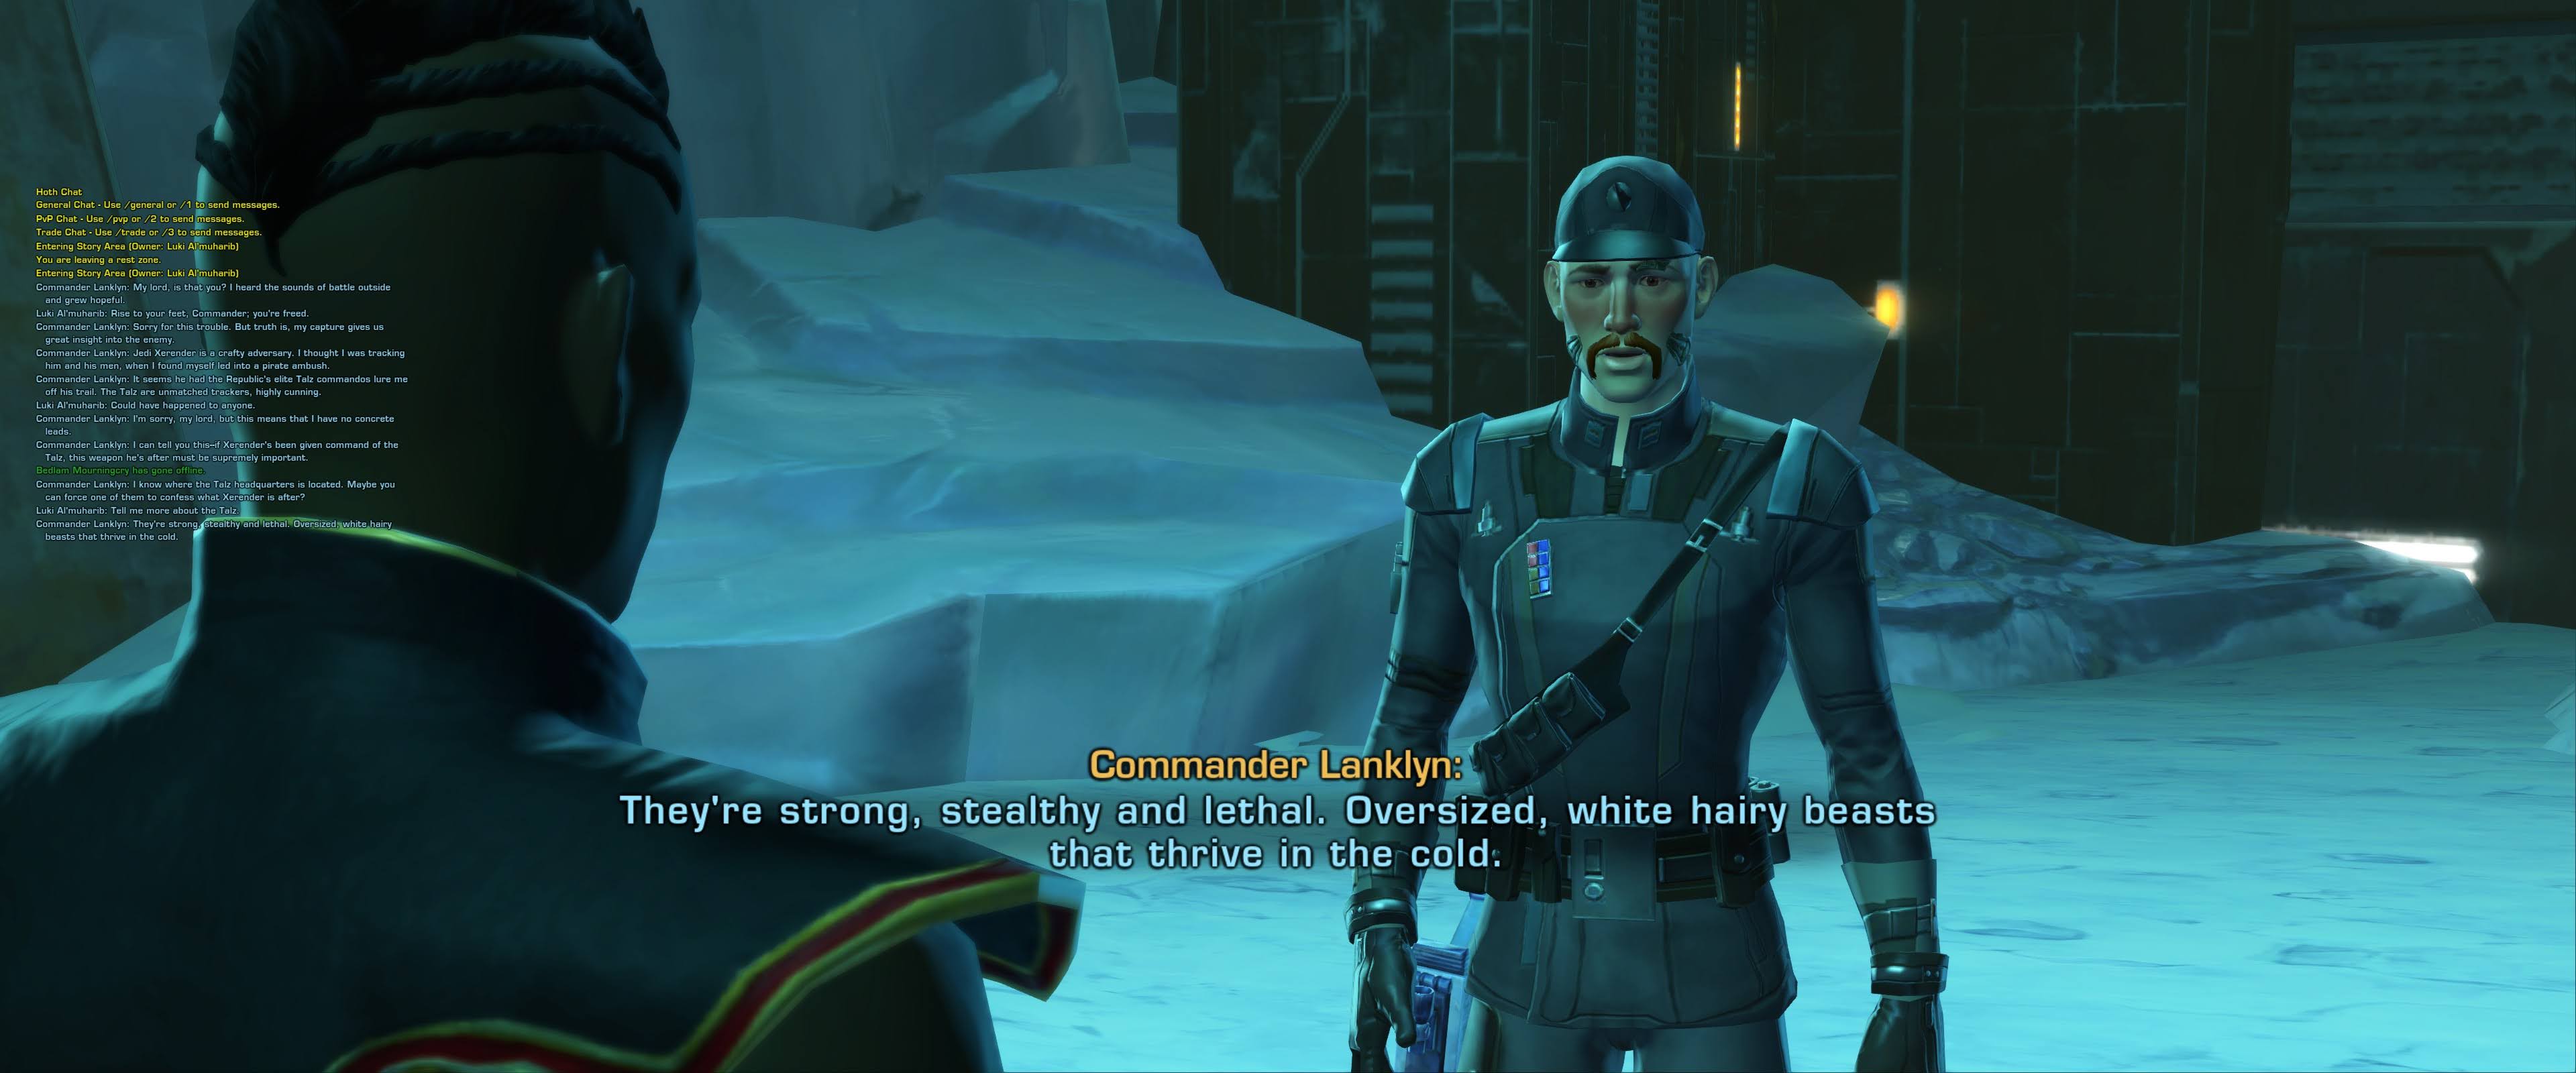 Hoth Chat
General Chat - Use /general or /1 to send messages.
PvP Chat - Use /pvp or /2 to send messages.
Trade Chat - Use /trade or /3 to send messages.
Entering Story Area (Owner: Luki Al'muharib)
You are leaving a rest zone.
Entering Story Area (Owner: Luki Al'muharib)
Commander Lanklyn: My lord, is that you? I heard the sounds of battle outside
and grew hopeful.
Luki Al'muharib: Rise to your feet, Commander; you're freed.
Commander Lanklyn: Sorry for this trouble. But truth is, my capture gives us
great insight into the enemy.
Commander Lanklyn: Jedi Xerender is a crafty adversary. I thought I was tracking
him and his men, when I found myself led into a pirate ambush.
Commander Lanklyn: It seems he had the Republic's elite Talz commandos lure me
off his trail. The Talz are unmatched trackers, highly cunning.
Luki Al'muharib: Could have happened to anyone.
Commander Lanklyn: I'm sorry, my lord, but this means that I have no concrete
leads.
Commander Lanklyn: I can tell you this—if Xerender's been given command of the
Talz, this weapon he's after must be supremely important.
Bedlam Mourningcry has gone offline.
Commander Lanklyn: I know where the Talz headquarters is located. Maybe you
can force one of them to confess what Xerender is after?
Luki Al'muharib: Tell me more about the Talz.
Commander Lanklyn: They're strong, stealthy and lethal. Oversized, white hairy
beasts that thrive in the cold.
Commander Lanklyn:
They're strong, stealthy and lethal. Oversized, white hairy beasts
that thrive in the cold.